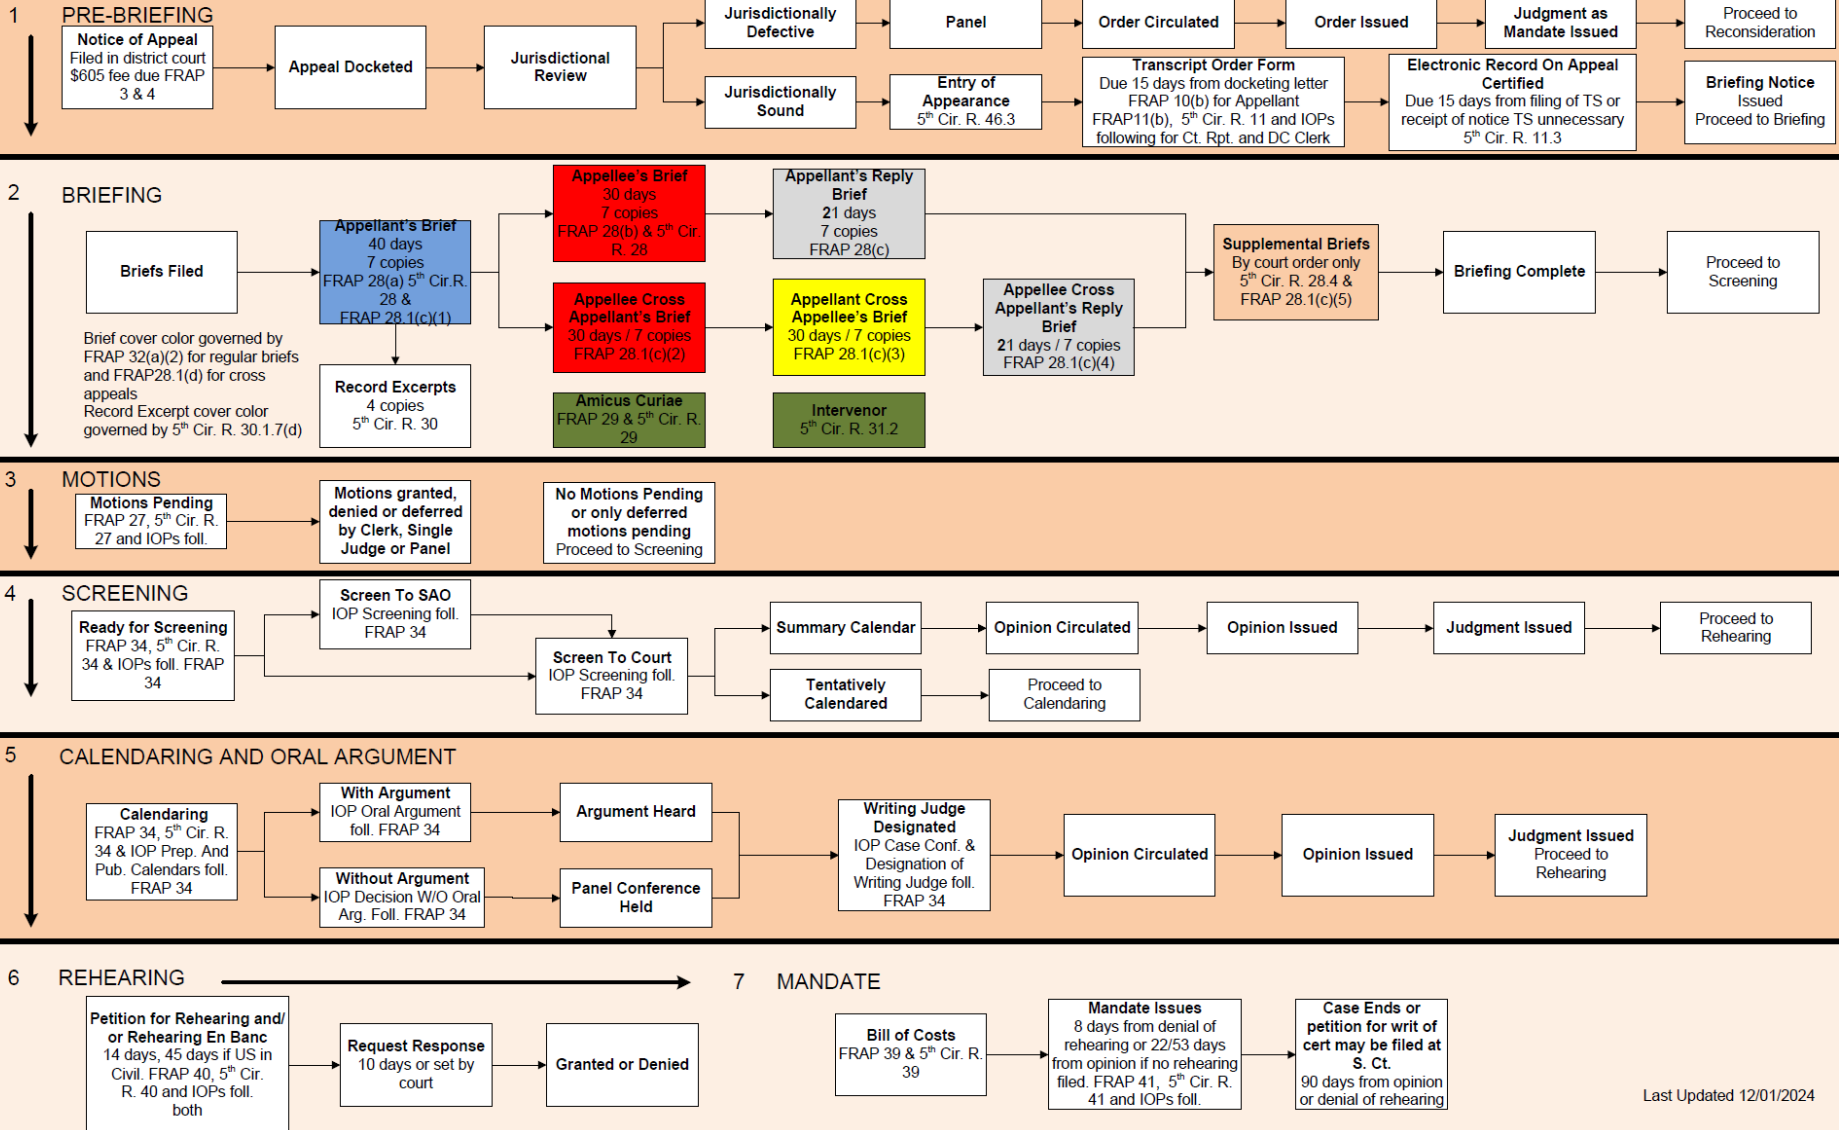 1 PRE-BRIEFING
Notice of Appeal
Filed in district court
$605 fee due FRAP
3 & 4
Appeal Docketed
Jurisdictional
Review
Jurisdictionally
Defective
Panel
Order Circulated
Order Issued
Judgment as
Mandate Issued
Proceed to
Reconsideration
Jurisdictionally
Sound
Entry of
Appearance
5th Cir. R. 46.3
Transcript Order Form
Due 15 days from docketing letter
FRAP 10(b) for Appellant
FRAP11(b), 5th Cir. R. 11 and IOPs
following for Ct. Rpt. and DC Clerk
Electronic Record On Appeal
Certified
Due 15 days from filing of TS or
receipt of notice TS unnecessary
5th Cir. R. 11.3
Briefing Notice
Issued
Proceed to Briefing
2 BRIEFING
Briefs Filed
Appellant's Brief
40 days
7 copies
FRAP 28(a) 5th Cir.R.
28 &
FRAP 28.1(c)(1)
Appellee's Brief
30 days
7 copies
FRAP 28(b) & 5th Cir.
R. 28
Appellant's Reply
Brief
21 days
7 copies
FRAP 28(c)
Appellee Cross
Appellant's Brief
30 days / 7 copies
FRAP 28.1(c)(2)
Appellant Cross
Appellee's Brief
30 days / 7 copies
FRAP 28.1(c)(3)
Appellee Cross
Appellant's Reply
Brief
21 days / 7 copies
FRAP 28.1(c)(4)
Supplemental Briefs
By court order only
5th Cir. R. 28.4 &
FRAP 28.1(c)(5)
Briefing Complete
Proceed to
Screening
Brief cover color governed by
FRAP 32(a)(2) for regular briefs
and FRAP28.1(d) for cross
appeals
Record Excerpt cover color
governed by 5th Cir. R. 30.1.7(d)
Record Excerpts
4 copies
5th Cir. R. 30
Amicus Curiae
FRAP 29 & 5th Cir. R.
29
Intervenor
5th Cir. R. 31.2
3 MOTIONS
Motions Pending
FRAP 27, 5th Cir. R.
27 and IOPs foll.
Motions granted,
denied or deferred
by Clerk, Single
Judge or Panel
No Motions Pending
or only deferred
motions pending
Proceed to Screening
4 SCREENING
Ready for Screening
FRAP 34, 5th Cir. R.
34 & IOPs foll. FRAP
34
Screen To SAO
IOP Screening foll.
FRAP 34
Screen To Court
IOP Screening foll.
FRAP 34
Summary Calendar
Opinion Circulated
Opinion Issued
Judgment Issued
Proceed to
Rehearing
Tentatively
Calendared
Proceed to
Calendaring
5 CALENDARING AND ORAL ARGUMENT
Calendaring
FRAP 34, 5th Cir. R.
34 & IOP Prep. And
Pub. Calendars foll.
FRAP 34
With Argument
IOP Oral Argument
foll. FRAP 34
Argument Heard
Without Argument
IOP Decision W/O Oral
Arg. Foll. FRAP 34
Panel Conference
Held
Writing Judge
Designated
IOP Case Conf. &
Designation of
Writing Judge foll.
FRAP 34
Opinion Circulated
Opinion Issued
Judgment Issued
Proceed to
Rehearing
6 REHEARING
Petition for Rehearing and/
or Rehearing En Banc
14 days, 45 days if US in
Civil. FRAP 40, 5th Cir.
R. 40 and IOPs foll.
both
Request Response
10 days or set by
court
Granted or Denied
7 MANDATE
Bill of Costs
FRAP 39 & 5th Cir. R.
39
Mandate Issues
8 days from denial of
rehearing or 22/53 days
from opinion if no rehearing
filed. FRAP 41, 5th Cir. R.
41 and IOPs foll.
Case Ends or
petition for writ of
cert may be filed at
S. Ct.
90 days from opinion
or denial of rehearing
Last Updated 12/01/2024